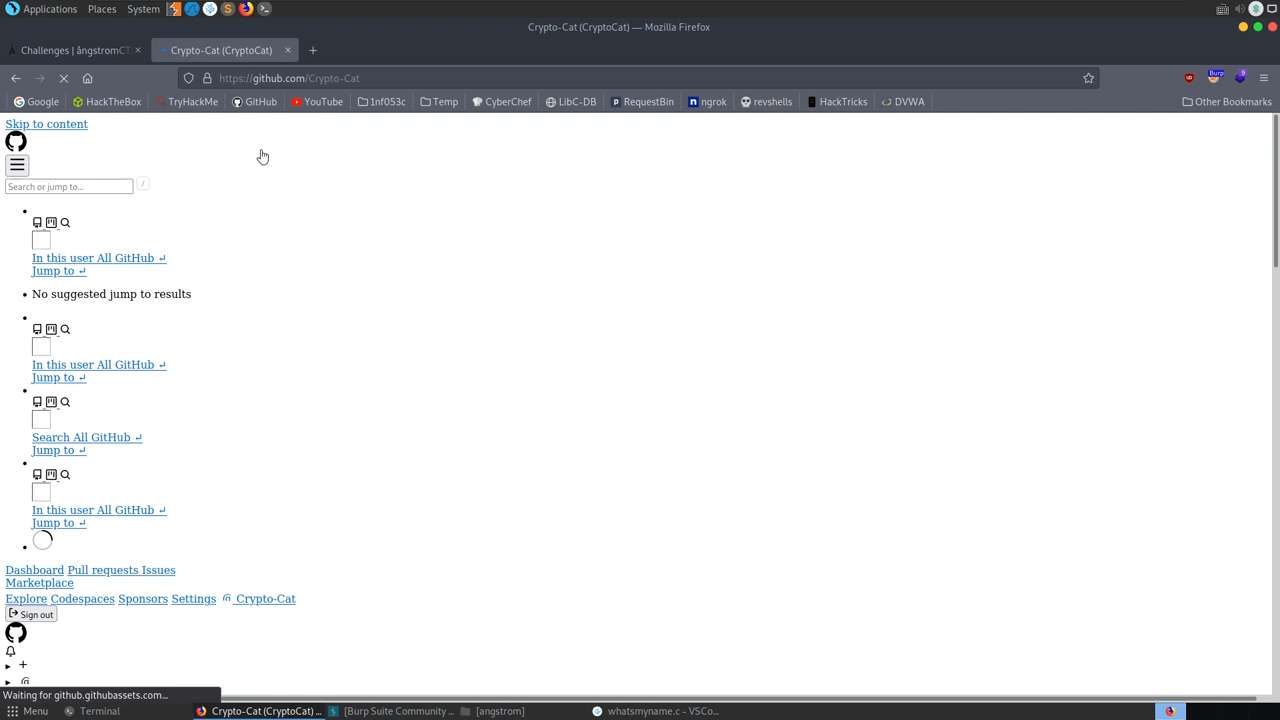 Applications Places System
Crypto-Cat (CryptoCat) — Mozilla Firefox
Challenges | ångstromCT
Crypto-Cat (CryptoCat)
https://github.com/Crypto-Cat
Burp
9
Google HackTheBox TryHackMe GitHub YouTube 1nf053c Temp CyberChef LibC-DB RequestBin ngrok revshells HackTricks DVWA Other Bookmarks
Skip to content
Search or jump to... /
In this user All GitHub ↵
Jump to ↵
No suggested jump to results
In this user All GitHub ↵
Jump to ↵
Search All GitHub ↵
Jump to ↵
In this user All GitHub ↵
Jump to ↵
Dashboard Pull requests Issues
Marketplace
Explore Codespaces Sponsors Settings Crypto-Cat
Sign out
+
Waiting for github.githubassets.com...
Menu Terminal Crypto-Cat (CryptoCat) ... [Burp Suite Community ... [angstrom] whatsmyname.c - VSCo...